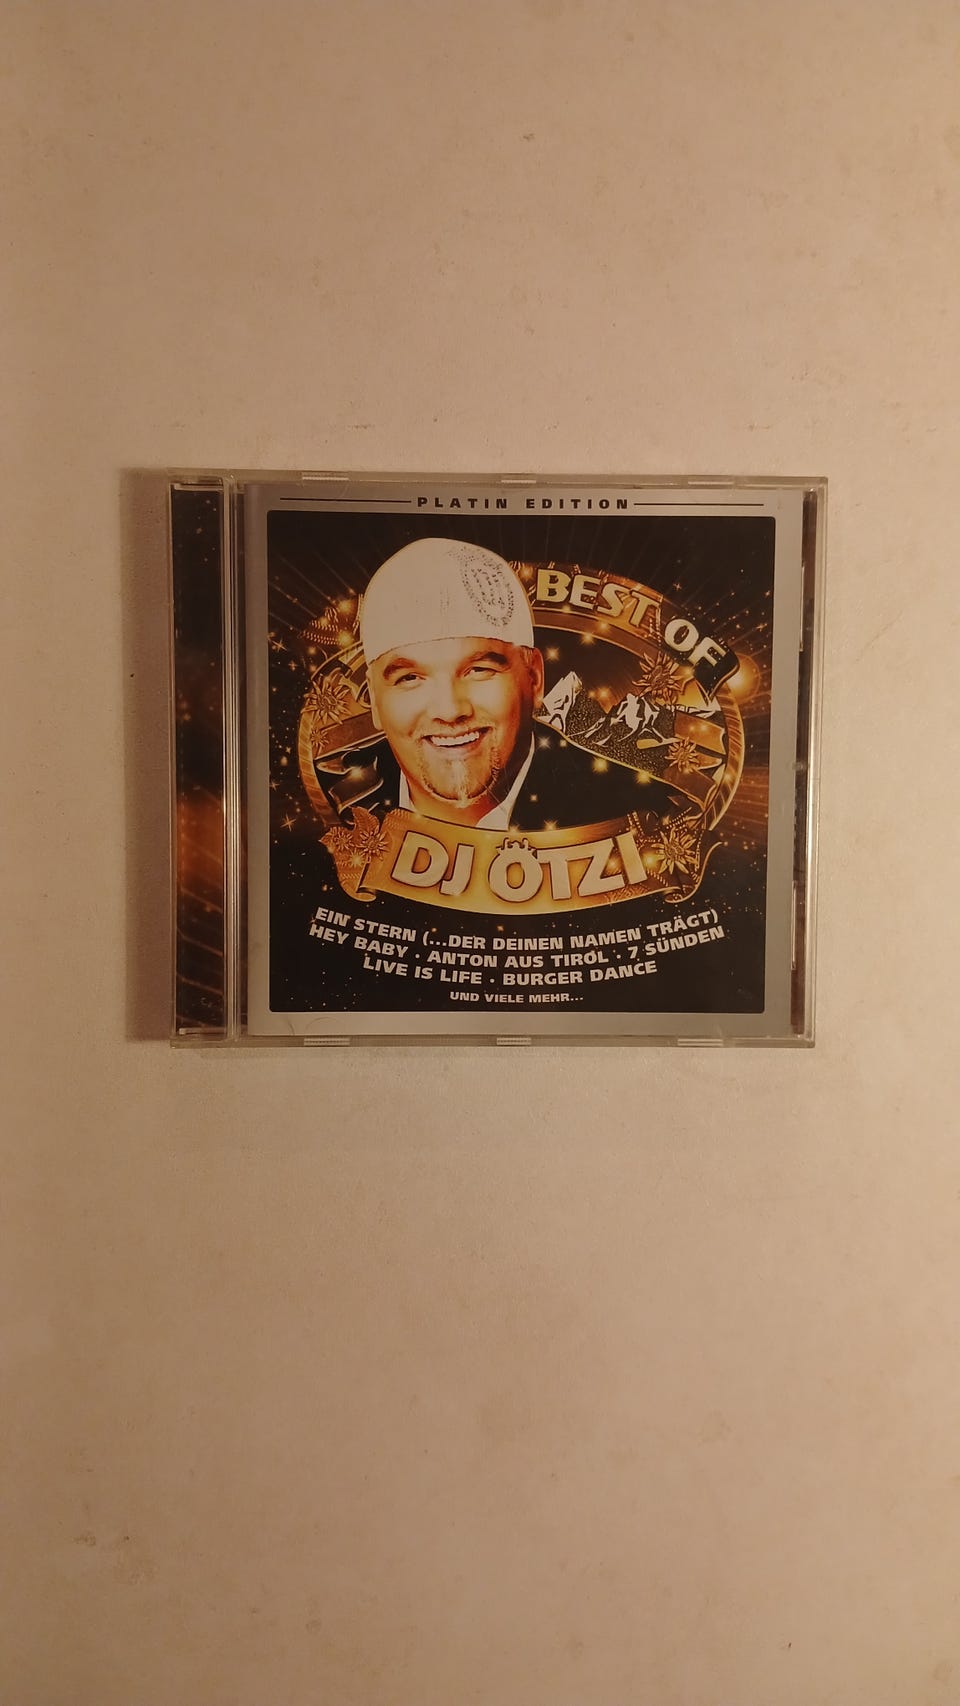 PLATIN EDITION
BEST OF
DJ ÖTZI
EIN STERN (...DER DEINEN NAMEN TRÄGT)
HEY BABY · ANTON AUS TIROL · 7 SÜNDEN
LIVE IS LIFE · BURGER DANCE
UND VIELE MEHR...